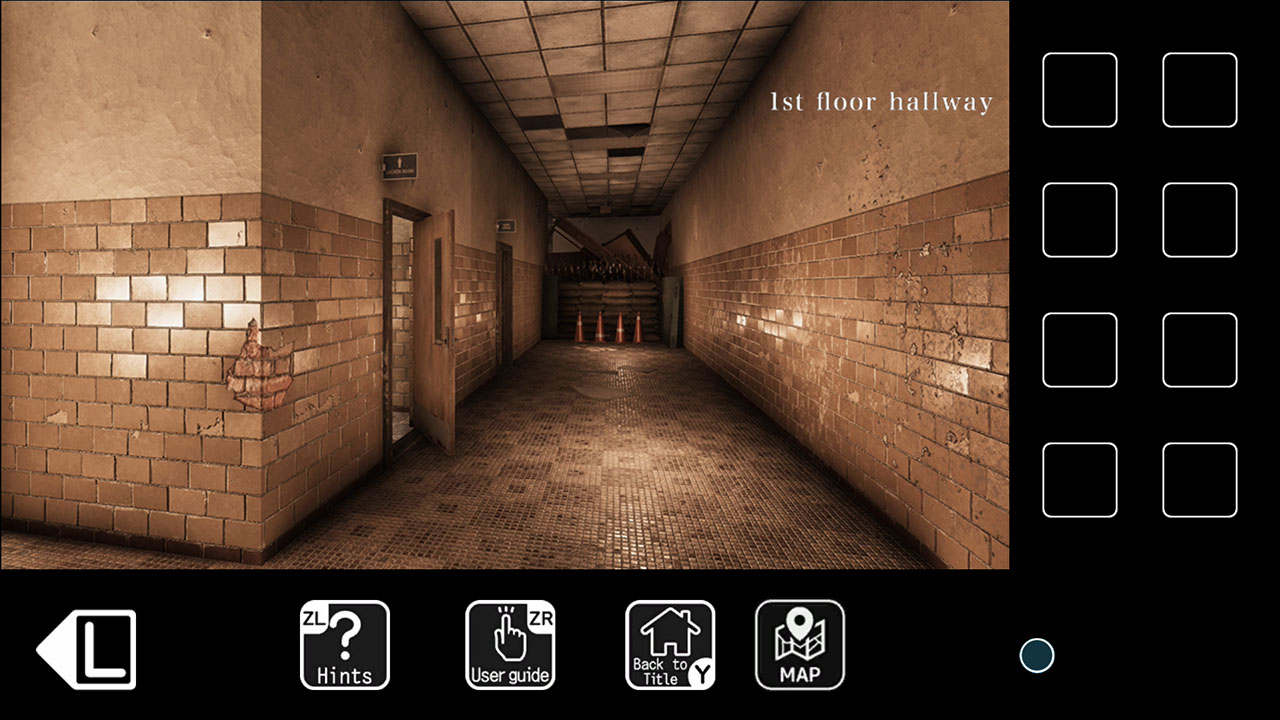 1st floor hallway
L
ZL
Hints
ZR
User guide
Back to
Title
Y
MAP